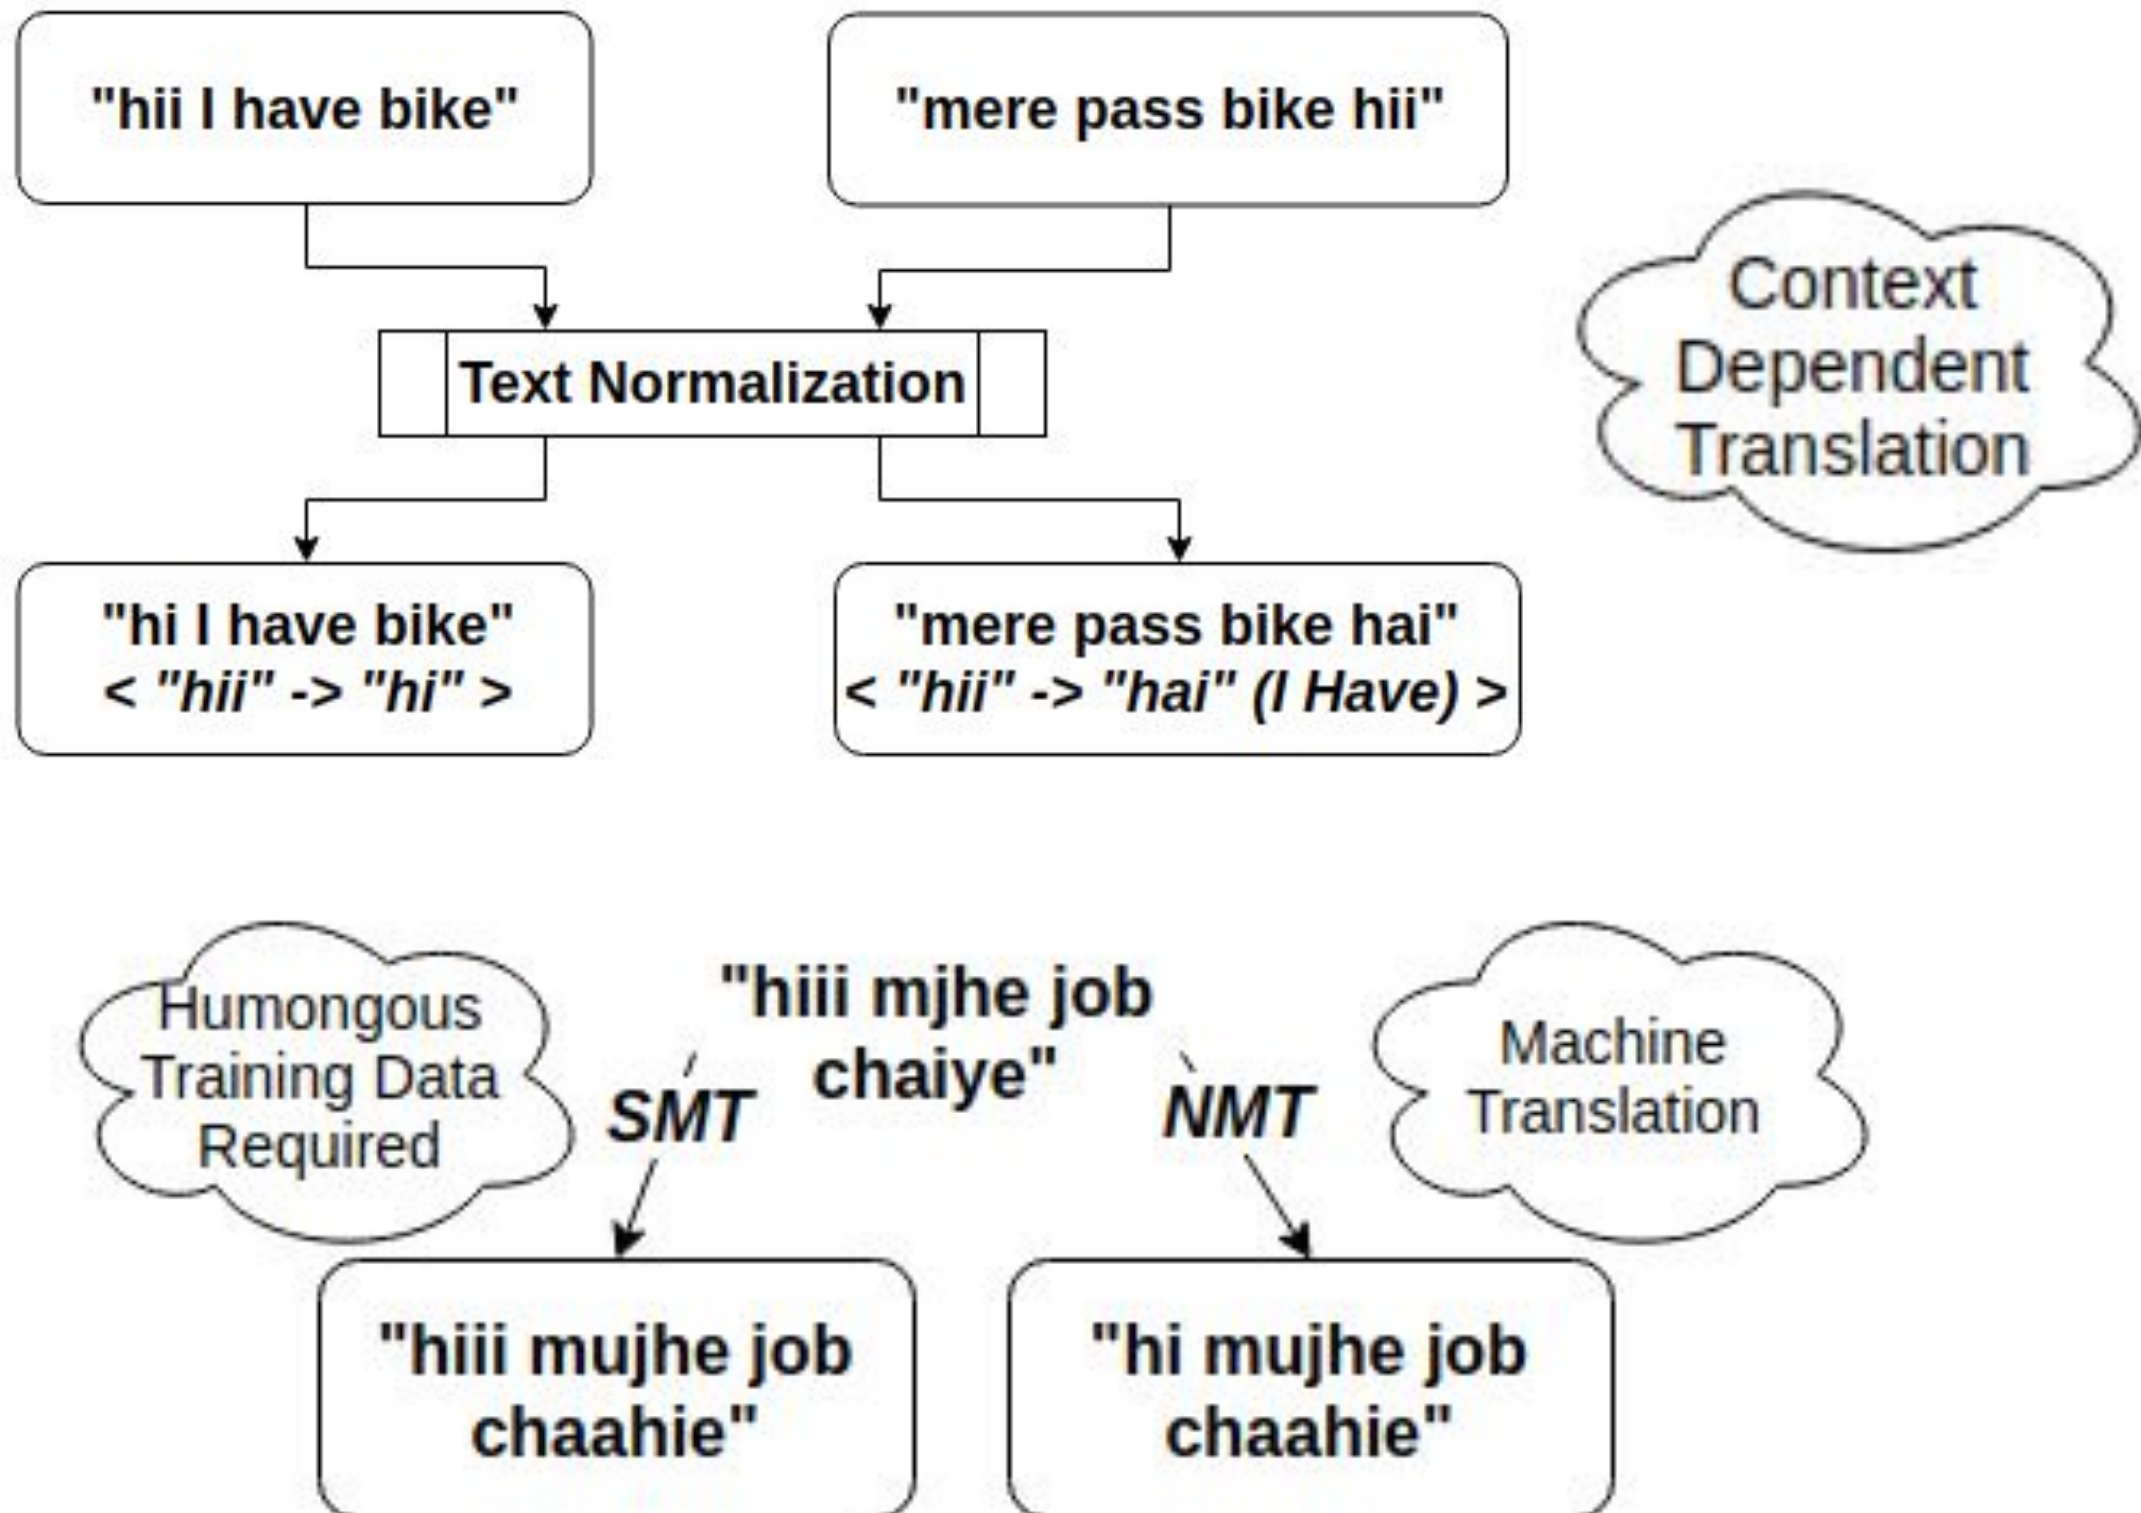 "hii I have bike"
"mere pass bike hii"
Context
Dependent
Translation
Text Normalization
"hi I have bike"
< "hii" -> "hi" >
"mere pass bike hai"
< "hii" -> "hai" (I Have) >
Humongous
Training Data
Required
"hiii mjhe job
chaiye"
SMT
NMT
Machine
Translation
"hiii mujhe job
chaahie"
"hi mujhe job
chaahie"